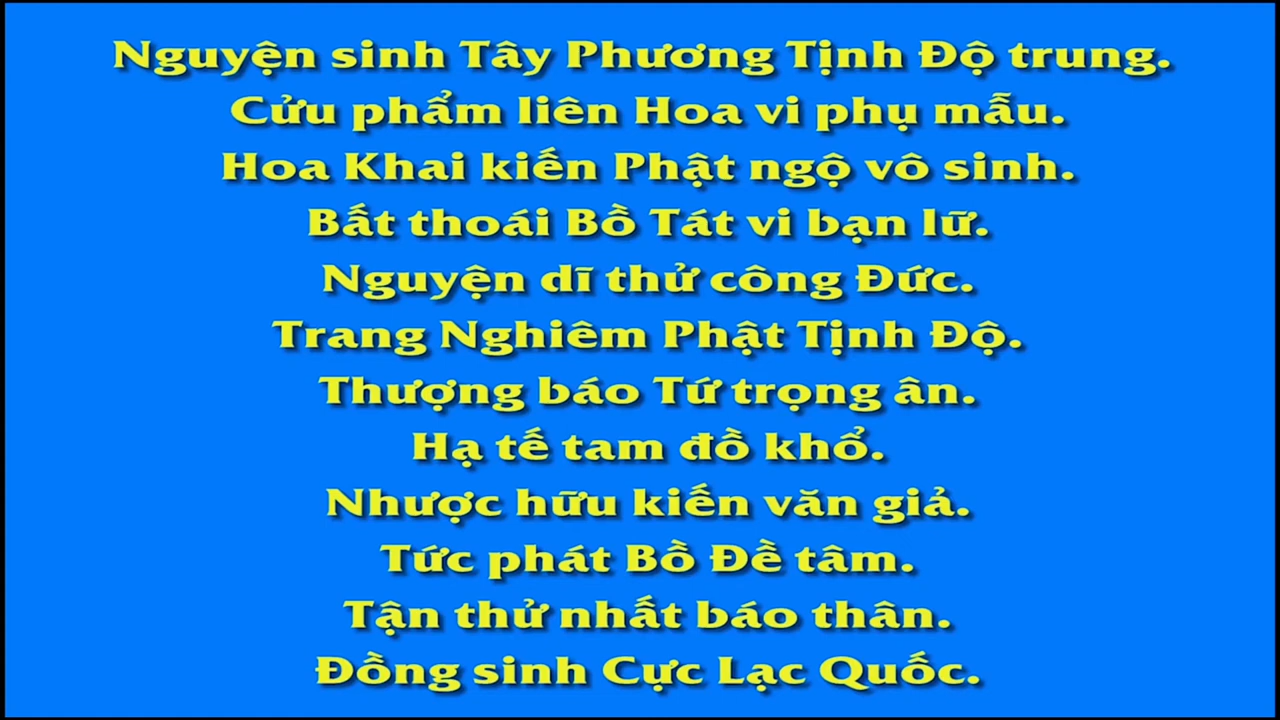 Nguyện sinh Tây Phương Tịnh Độ trung.
Cửu phẩm liên Hoa vi phụ mẫu.
Hoa Khai kiến Phật ngộ vô sinh.
Bất thoái Bồ Tát vi bạn lữ.
Nguyện dĩ thử công Đức.
Trang Nghiêm Phật Tịnh Độ.
Thượng báo Tứ trọng ân.
Hạ tế tam đồ khổ.
Nhược hữu kiến văn giả.
Tức phát Bồ Đề tâm.
Tận thử nhất báo thân.
Đồng sinh Cực Lạc Quốc.